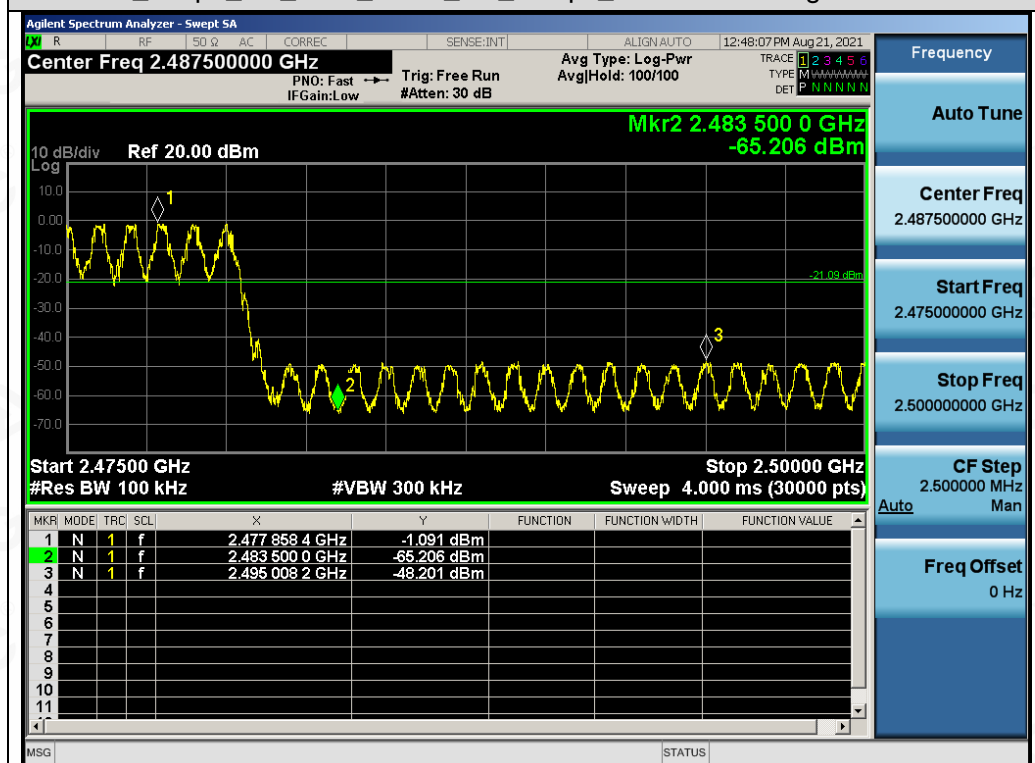 Agilent Spectrum Analyzer - Swept SA
LXI R RF 50 Ω AC CORREC SENSE:INT ALIGN AUTO 12:48:07 PM Aug 21, 2021
Center Freq 2.487500000 GHz
PNO: Fast
IFGain:Low
Trig: Free Run
#Atten: 30 dB
Avg Type: Log-Pwr
Avg|Hold: 100/100
TRACE 1 2 3 4 5 6
TYPE M
DET P N N N N N
Mkr2 2.483 500 0 GHz
-65.206 dBm
10 dB/div Ref 20.00 dBm
Log
10.0
0.00
-10.0
-20.0
-30.0
-40.0
-50.0
-60.0
-70.0
1
2
3
-21.09 dBm
Start 2.47500 GHz Stop 2.50000 GHz
#Res BW 100 kHz #VBW 300 kHz Sweep 4.000 ms (30000 pts)
MKR MODE TRC SCL X Y FUNCTION FUNCTION WIDTH FUNCTION VALUE
1 N 1 f 2.477 858 4 GHz -1.091 dBm
2 N 1 f 2.483 500 0 GHz -65.206 dBm
3 N 1 f 2.495 008 2 GHz -48.201 dBm
4
5
6
7
8
9
10
11
MSG STATUS
Frequency
Auto Tune
Center Freq
2.487500000 GHz
Start Freq
2.475000000 GHz
Stop Freq
2.500000000 GHz
CF Step
2.500000 MHz
Auto Man
Freq Offset
0 Hz